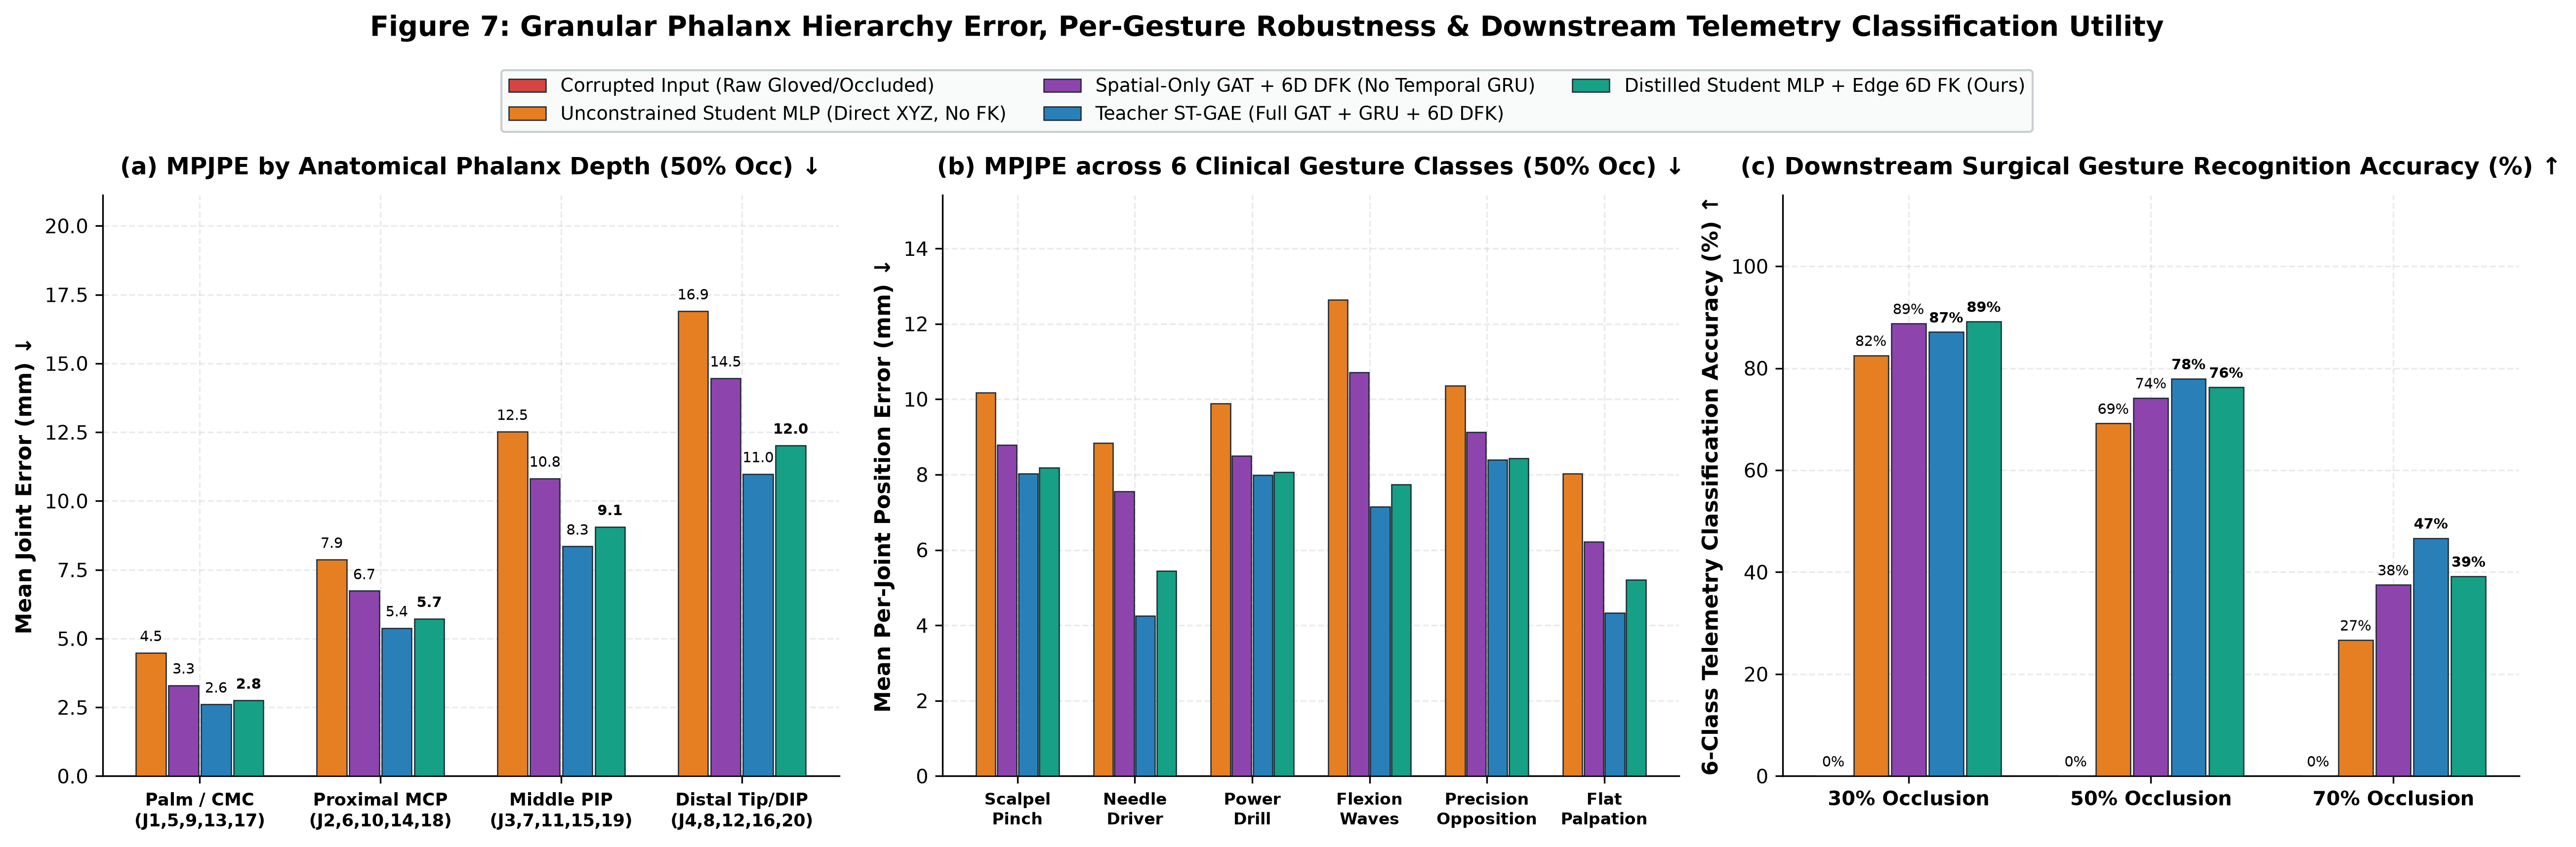 Figure 7: Granular Phalanx Hierarchy Error, Per-Gesture Robustness & Downstream Telemetry Classification Utility
Corrupted Input (Raw Gloved/Occluded)
Unconstrained Student MLP (Direct XYZ, No FK)
Spatial-Only GAT + 6D DFK (No Temporal GRU)
Teacher ST-GAE (Full GAT + GRU + 6D DFK)
Distilled Student MLP + Edge 6D FK (Ours)
(a) MPJPE by Anatomical Phalanx Depth (50% Occ) ↓
Mean Joint Error (mm) ↓
20.0
17.5
15.0
12.5
10.0
7.5
5.0
2.5
0.0
4.5
3.3
2.6
2.8
7.9
6.7
5.4
5.7
12.5
10.8
8.3
9.1
16.9
14.5
11.0
12.0
Palm / CMC
(J1,5,9,13,17)
Proximal MCP
(J2,6,10,14,18)
Middle PIP
(J3,7,11,15,19)
Distal Tip/DIP
(J4,8,12,16,20)
(b) MPJPE across 6 Clinical Gesture Classes (50% Occ) ↓
Mean Per-Joint Position Error (mm) ↓
14
12
10
8
6
4
2
0
Scalpel
Pinch
Needle
Driver
Power
Drill
Flexion
Waves
Precision
Opposition
Flat
Palpation
(c) Downstream Surgical Gesture Recognition Accuracy (%) ↑
6-Class Telemetry Classification Accuracy (%) ↑
100
80
60
40
20
0
0%
82%
89%
87%
89%
0%
69%
74%
78%
76%
0%
27%
38%
47%
39%
30% Occlusion
50% Occlusion
70% Occlusion